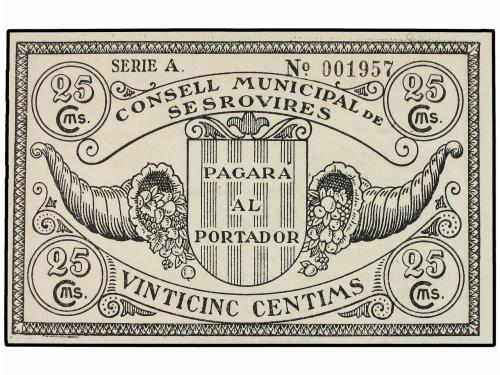 25 Cms.
SERIE A.
Nº 001957
25 Cms.
CONSELL MUNICIPAL DE
SESROVIRES
PAGARÁ
AL
PORTADOR
25 Cms.
VINTICINC CENTIMS
25 Cms.